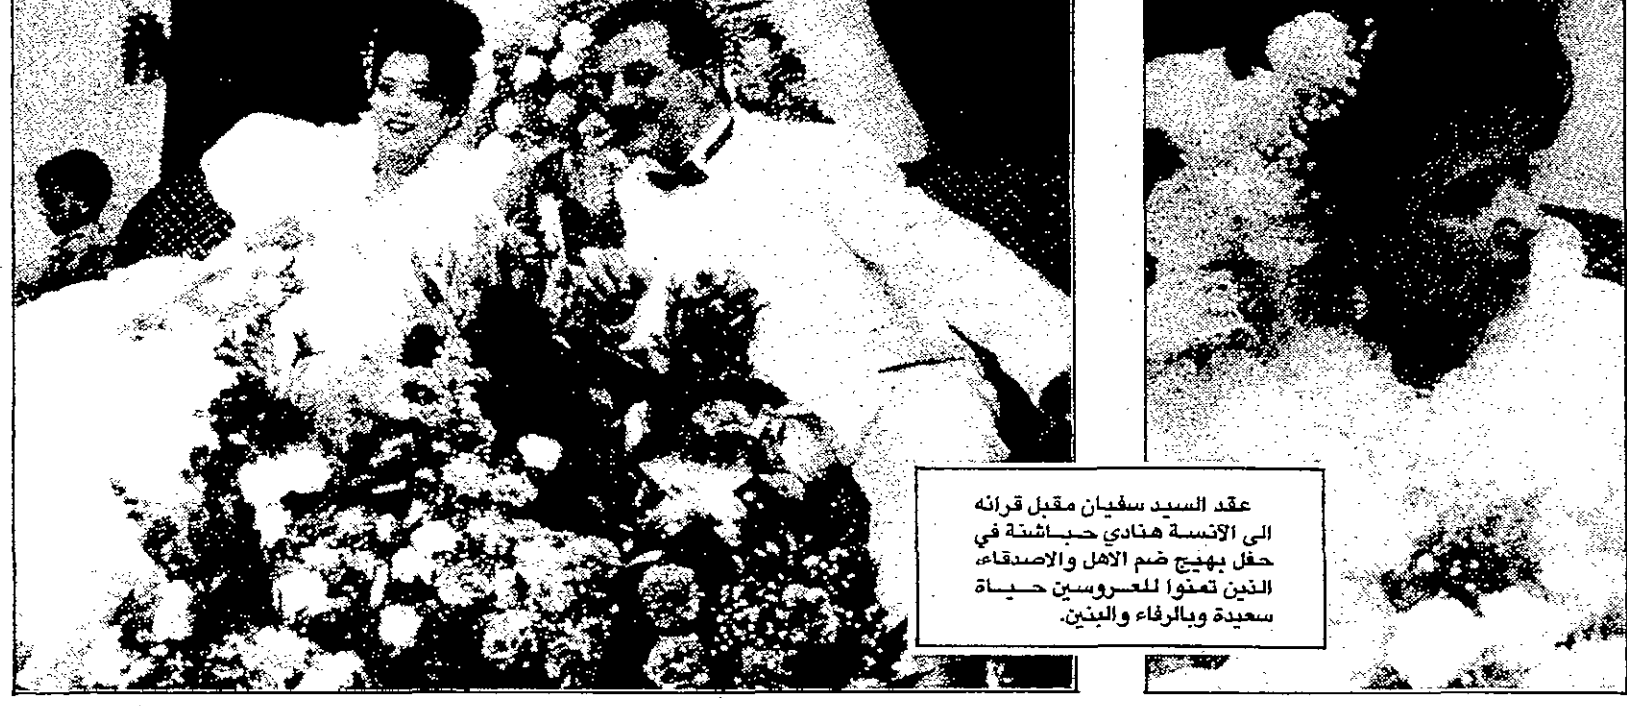 عقد السيد سفيان مقبل قرانه
الى الآنسة هنادي حباشنة في
حفل بهيج ضم الاهل والاصدقاء،
الذين تمنوا للعروسين حياة
سعيدة وبالرفاء والبنين.